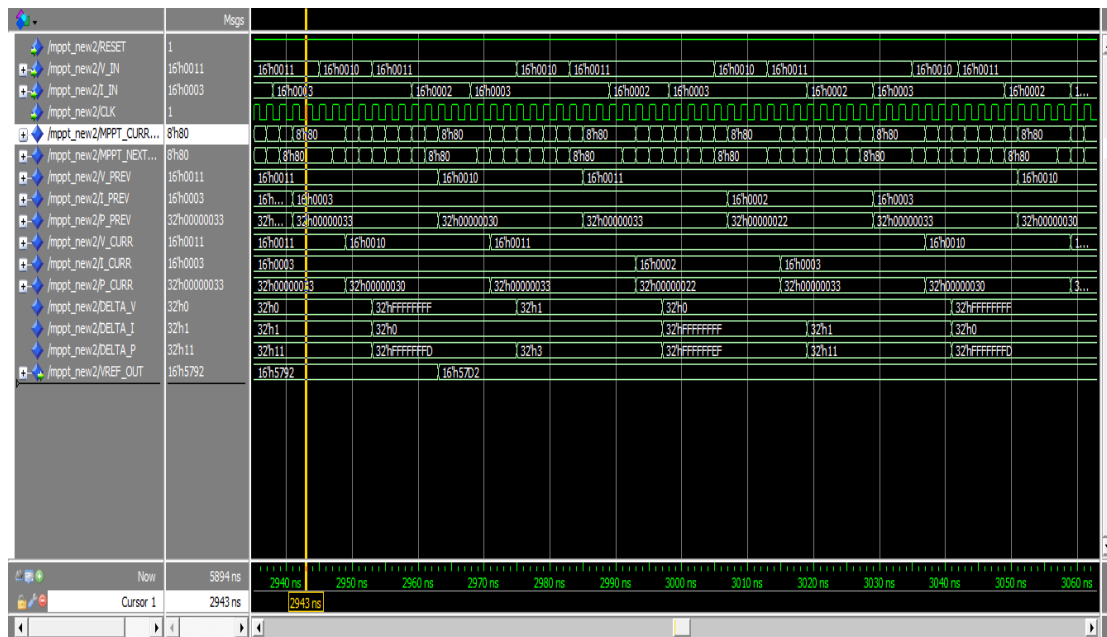 Msgs
/mppt_new2/RESET 1
/mppt_new2/V_IN 16'h0011 16'h0011 16'h0010 16'h0011 16'h0010 16'h0011 16'h0010 16'h0011 16'h0010 16'h0011
/mppt_new2/I_IN 16'h0003 16'h0003 16'h0002 16'h0003 16'h0002 16'h0003 16'h0002 16'h0003 16'h0002 1...
/mppt_new2/CLK 1
/mppt_new2/MPPT_CURR... 8'h80 8'h80 8'h80 8'h80 8'h80 8'h80 8'h80
/mppt_new2/MPPT_NEXT... 8'h80 8'h80 8'h80 8'h80 8'h80 8'h80 8'h80
/mppt_new2/V_PREV 16'h0011 16'h0011 16'h0010 16'h0011 16'h0010
/mppt_new2/I_PREV 16'h0003 16'h... 16'h0003 16'h0002 16'h0003
/mppt_new2/P_PREV 32'h00000033 32'h... 32'h00000033 32'h00000030 32'h00000033 32'h00000022 32'h00000033 32'h00000030
/mppt_new2/V_CURR 16'h0011 16'h0011 16'h0010 16'h0011 16'h0010 1...
/mppt_new2/I_CURR 16'h0003 16'h0003 16'h0002 16'h0003
/mppt_new2/P_CURR 32'h00000033 32'h00000033 32'h00000030 32'h00000033 32'h00000022 32'h00000033 32'h00000030 3...
/mppt_new2/DELTA_V 32'h0 32'h0 32'hFFFFFFFF 32'h1 32'h0 32'hFFFFFFFF
/mppt_new2/DELTA_I 32'h1 32'h1 32'h0 32'hFFFFFFFF 32'h1 32'h0
/mppt_new2/DELTA_P 32'h11 32'h11 32'hFFFFFFFD 32'h3 32'hFFFFFFEF 32'h11 32'hFFFFFFFD
/mppt_new2/VREF_OUT 16'h5792 16'h5792 16'h57D2
Now 5894 ns 2940 ns 2950 ns 2960 ns 2970 ns 2980 ns 2990 ns 3000 ns 3010 ns 3020 ns 3030 ns 3040 ns 3050 ns 3060 ns
Cursor 1 2943 ns 2943 ns